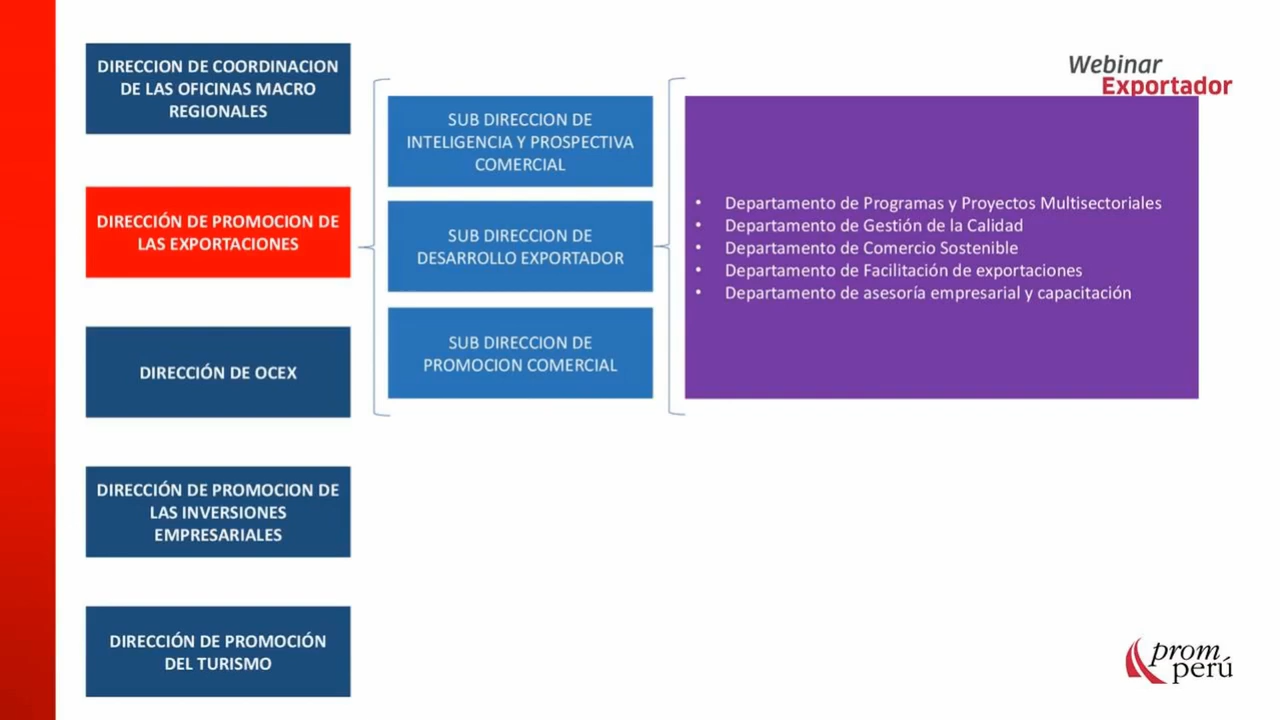 DIRECCION DE COORDINACION
DE LAS OFICINAS MACRO
REGIONALES
DIRECCIÓN DE PROMOCION DE
LAS EXPORTACIONES
DIRECCIÓN DE OCEX
DIRECCIÓN DE PROMOCION DE
LAS INVERSIONES
EMPRESARIALES
DIRECCIÓN DE PROMOCIÓN
DEL TURISMO
SUB DIRECCION DE
INTELIGENCIA Y PROSPECTIVA
COMERCIAL
SUB DIRECCION DE
DESARROLLO EXPORTADOR
SUB DIRECCION DE
PROMOCION COMERCIAL
Webinar
Exportador
• Departamento de Programas y Proyectos Multisectoriales
• Departamento de Gestión de la Calidad
• Departamento de Comercio Sostenible
• Departamento de Facilitación de exportaciones
• Departamento de asesoría empresarial y capacitación
prom
perú